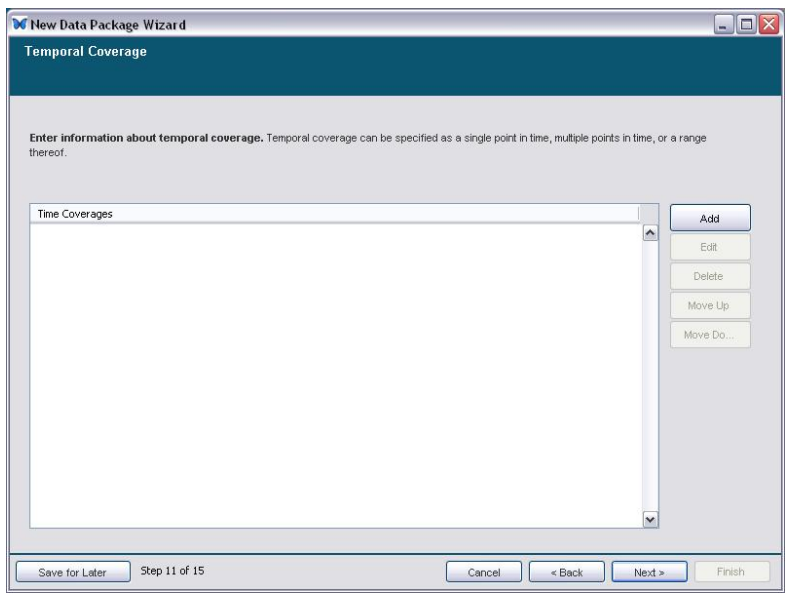 New Data Package Wizard
Temporal Coverage
Enter information about temporal coverage. Temporal coverage can be specified as a single point in time, multiple points in time, or a range
thereof.
Time Coverages
Add
Edit
Delete
Move Up
Move Do...
Save for Later
Step 11 of 15
Cancel
< Back
Next >
Finish